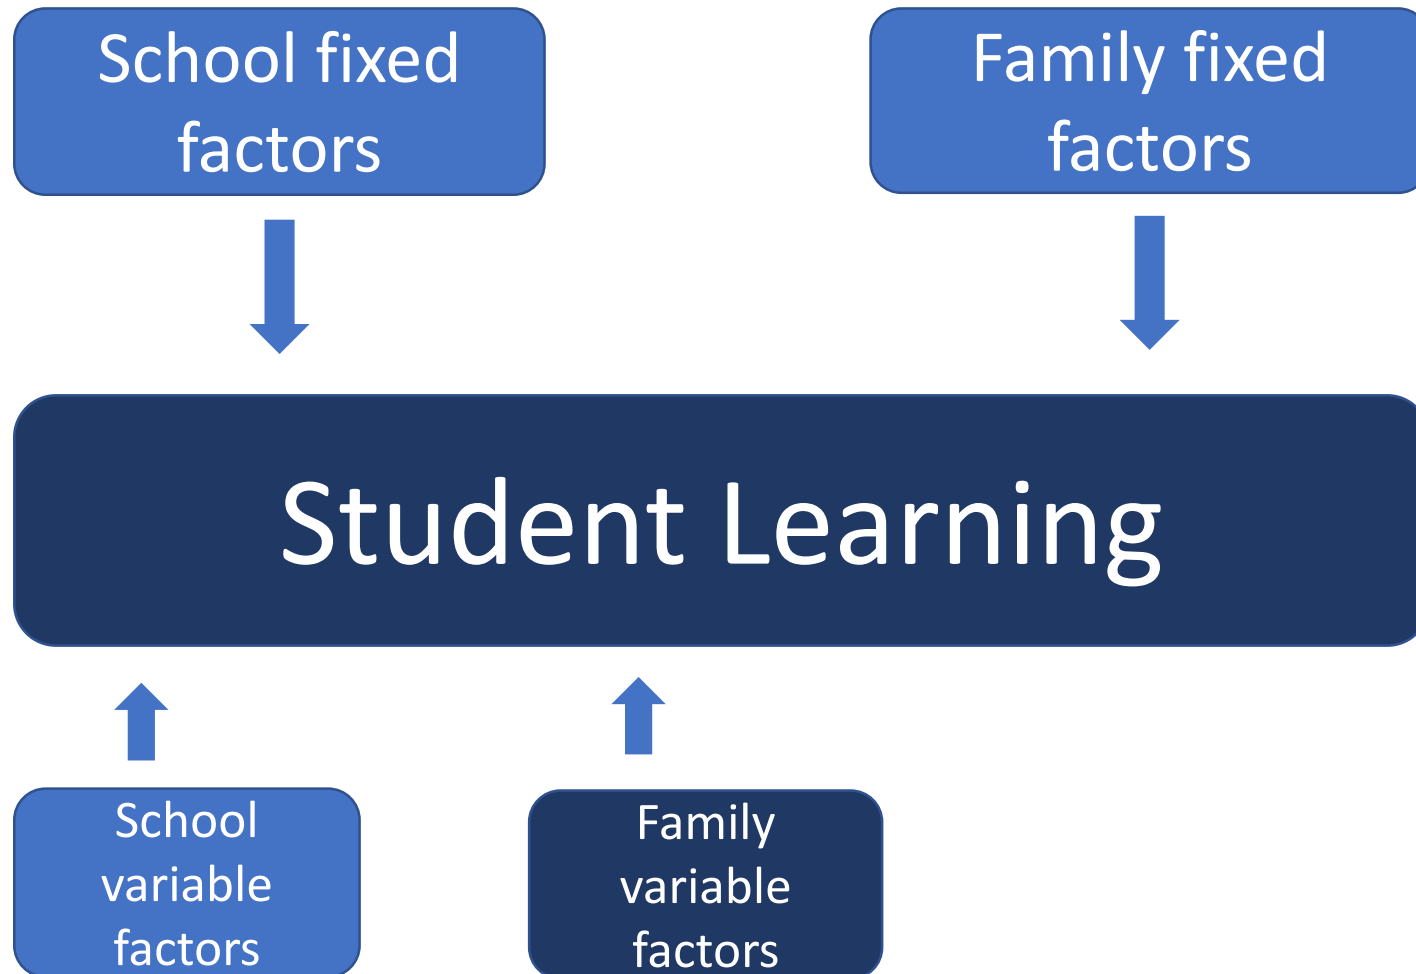 School fixed
factors
Family fixed
factors
Student Learning
School
variable
factors
Family
variable
factors